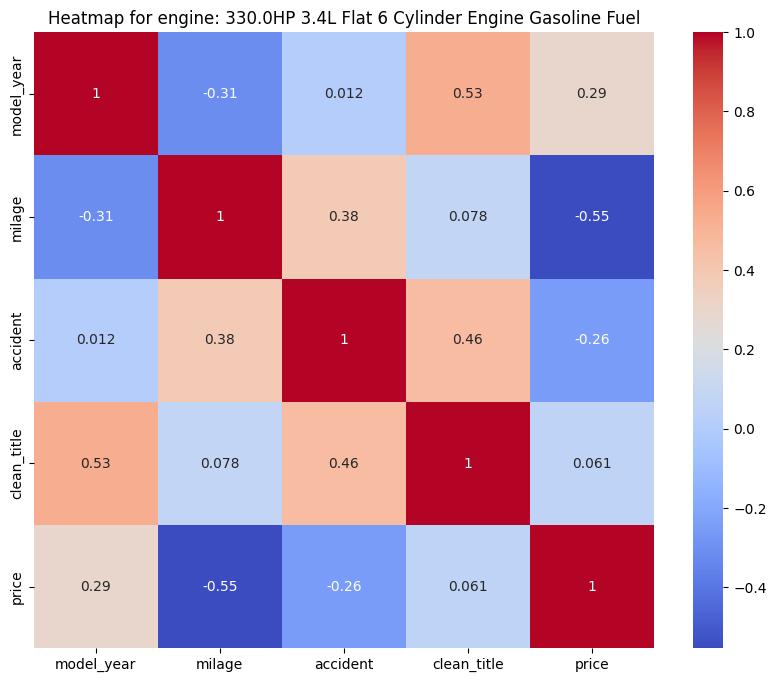 Heatmap for engine: 330.0HP 3.4L Flat 6 Cylinder Engine Gasoline Fuel
model_year 1 -0.31 0.012 0.53 0.29
milage -0.31 1 0.38 0.078 -0.55
accident 0.012 0.38 1 0.46 -0.26
clean_title 0.53 0.078 0.46 1 0.061
price 0.29 -0.55 -0.26 0.061 1
model_year milage accident clean_title price
1.0
0.8
0.6
0.4
0.2
0.0
−0.2
−0.4